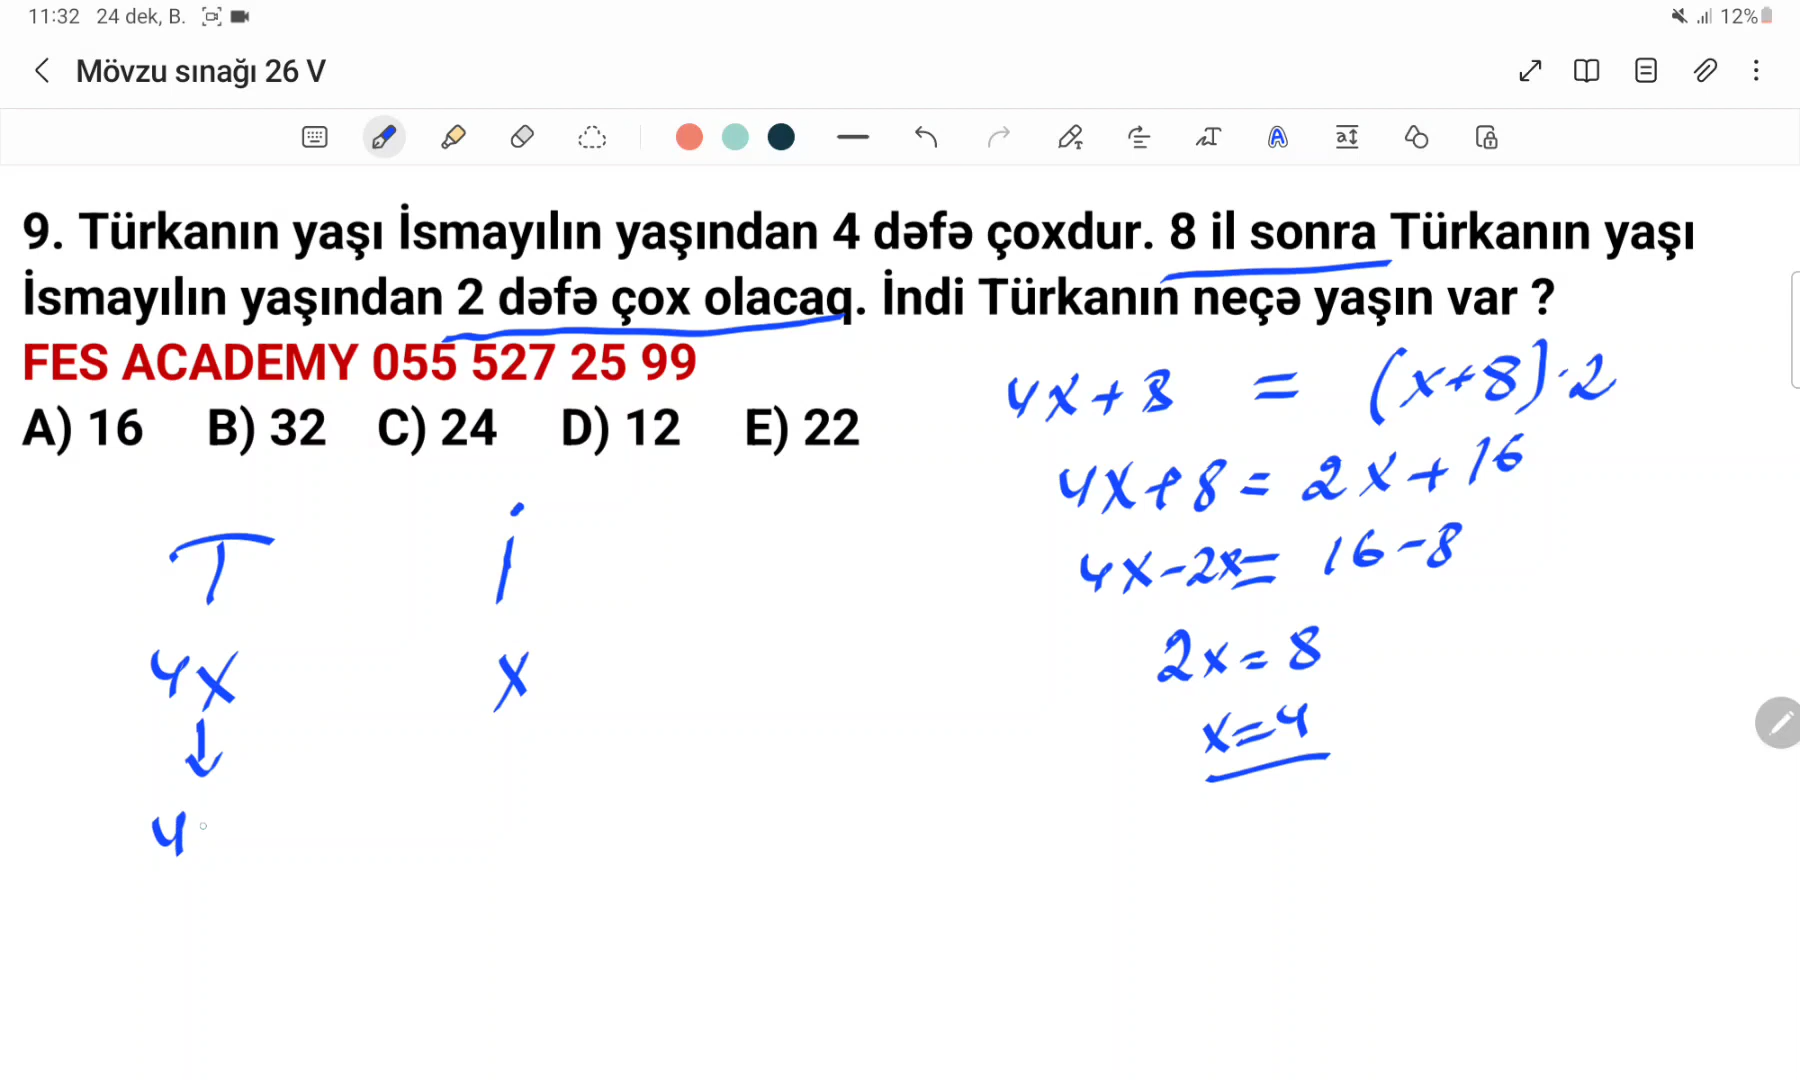 11:32 24 dek, B. 12%
Mövzu sınağı 26 V
9. Türkanın yaşı İsmayılın yaşından 4 dəfə çoxdur. 8 il sonra Türkanın yaşı
İsmayılın yaşından 2 dəfə çox olacaq. İndi Türkanın neçə yaşın var ?
FES ACADEMY 055 527 25 99
A) 16 B) 32 C) 24 D) 12 E) 22
4x+8 = (x+8)·2
4x+8 = 2x+16
4x-2x= 16-8
2x=8
x=4
T İ
4x x
4